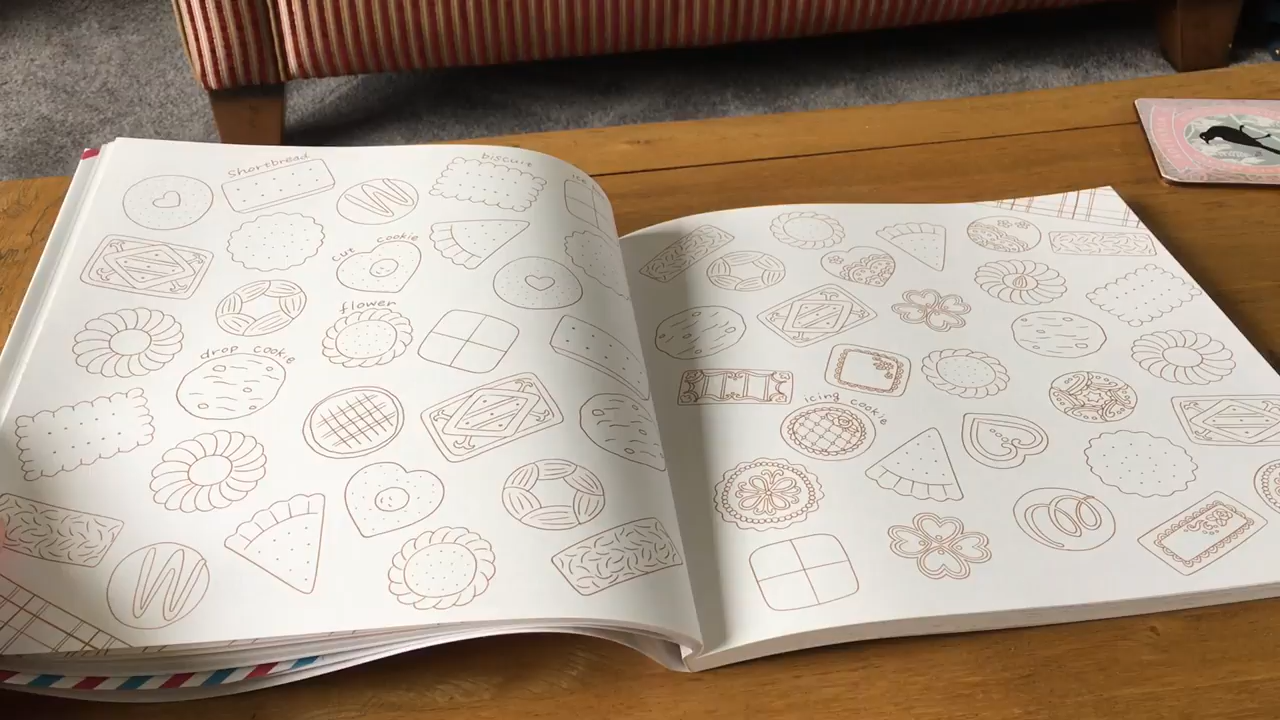 shortbread
biscuit
cut cookie
flower
drop cookie
icing cookie